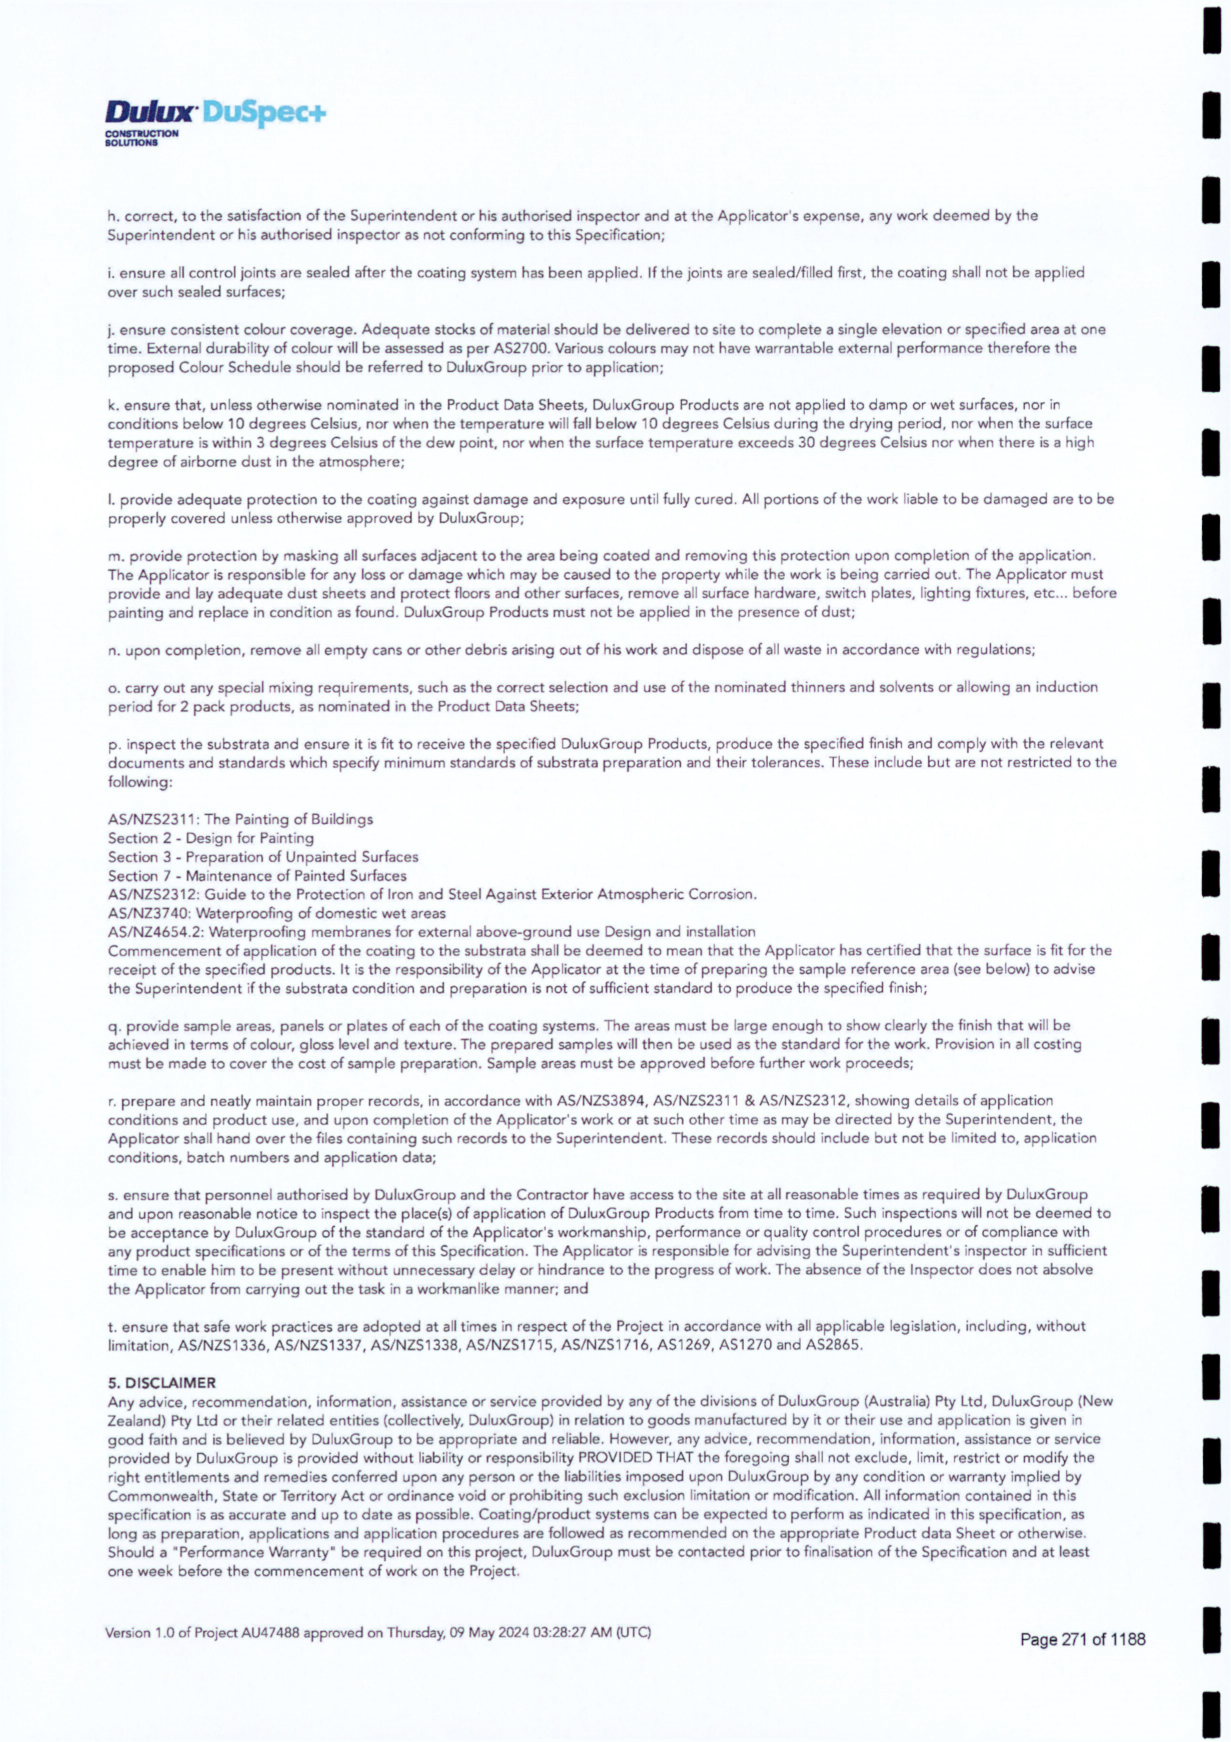 Dulux DuSpec+
CONSTRUCTION
SOLUTIONS
h. correct, to the satisfaction of the Superintendent or his authorised inspector and at the Applicator's expense, any work deemed by the
Superintendent or his authorised inspector as not conforming to this Specification;
i. ensure all control joints are sealed after the coating system has been applied. If the joints are sealed/filled first, the coating shall not be applied
over such sealed surfaces;
j. ensure consistent colour coverage. Adequate stocks of material should be delivered to site to complete a single elevation or specified area at one
time. External durability of colour will be assessed as per AS2700. Various colours may not have warrantable external performance therefore the
proposed Colour Schedule should be referred to DuluxGroup prior to application;
k. ensure that, unless otherwise nominated in the Product Data Sheets, DuluxGroup Products are not applied to damp or wet surfaces, nor in
conditions below 10 degrees Celsius, nor when the temperature will fall below 10 degrees Celsius during the drying period, nor when the surface
temperature is within 3 degrees Celsius of the dew point, nor when the surface temperature exceeds 30 degrees Celsius nor when there is a high
degree of airborne dust in the atmosphere;
l. provide adequate protection to the coating against damage and exposure until fully cured. All portions of the work liable to be damaged are to be
properly covered unless otherwise approved by DuluxGroup;
m. provide protection by masking all surfaces adjacent to the area being coated and removing this protection upon completion of the application.
The Applicator is responsible for any loss or damage which may be caused to the property while the work is being carried out. The Applicator must
provide and lay adequate dust sheets and protect floors and other surfaces, remove all surface hardware, switch plates, lighting fixtures, etc... before
painting and replace in condition as found. DuluxGroup Products must not be applied in the presence of dust;
n. upon completion, remove all empty cans or other debris arising out of his work and dispose of all waste in accordance with regulations;
o. carry out any special mixing requirements, such as the correct selection and use of the nominated thinners and solvents or allowing an induction
period for 2 pack products, as nominated in the Product Data Sheets;
p. inspect the substrata and ensure it is fit to receive the specified DuluxGroup Products, produce the specified finish and comply with the relevant
documents and standards which specify minimum standards of substrata preparation and their tolerances. These include but are not restricted to the
following:
AS/NZS2311: The Painting of Buildings
Section 2 - Design for Painting
Section 3 - Preparation of Unpainted Surfaces
Section 7 - Maintenance of Painted Surfaces
AS/NZS2312: Guide to the Protection of Iron and Steel Against Exterior Atmospheric Corrosion.
AS/NZ3740: Waterproofing of domestic wet areas
AS/NZ4654.2: Waterproofing membranes for external above-ground use Design and installation
Commencement of application of the coating to the substrata shall be deemed to mean that the Applicator has certified that the surface is fit for the
receipt of the specified products. It is the responsibility of the Applicator at the time of preparing the sample reference area (see below) to advise
the Superintendent if the substrata condition and preparation is not of sufficient standard to produce the specified finish;
q. provide sample areas, panels or plates of each of the coating systems. The areas must be large enough to show clearly the finish that will be
achieved in terms of colour, gloss level and texture. The prepared samples will then be used as the standard for the work. Provision in all costing
must be made to cover the cost of sample preparation. Sample areas must be approved before further work proceeds;
r. prepare and neatly maintain proper records, in accordance with AS/NZS3894, AS/NZS2311 & AS/NZS2312, showing details of application
conditions and product use, and upon completion of the Applicator's work or at such other time as may be directed by the Superintendent, the
Applicator shall hand over the files containing such records to the Superintendent. These records should include but not be limited to, application
conditions, batch numbers and application data;
s. ensure that personnel authorised by DuluxGroup and the Contractor have access to the site at all reasonable times as required by DuluxGroup
and upon reasonable notice to inspect the place(s) of application of DuluxGroup Products from time to time. Such inspections will not be deemed to
be acceptance by DuluxGroup of the standard of the Applicator's workmanship, performance or quality control procedures or of compliance with
any product specifications or of the terms of this Specification. The Applicator is responsible for advising the Superintendent's inspector in sufficient
time to enable him to be present without unnecessary delay or hindrance to the progress of work. The absence of the Inspector does not absolve
the Applicator from carrying out the task in a workmanlike manner; and
t. ensure that safe work practices are adopted at all times in respect of the Project in accordance with all applicable legislation, including, without
limitation, AS/NZS1336, AS/NZS1337, AS/NZS1338, AS/NZS1715, AS/NZS1716, AS1269, AS1270 and AS2865.
5. DISCLAIMER
Any advice, recommendation, information, assistance or service provided by any of the divisions of DuluxGroup (Australia) Pty Ltd, DuluxGroup (New
Zealand) Pty Ltd or their related entities (collectively, DuluxGroup) in relation to goods manufactured by it or their use and application is given in
good faith and is believed by DuluxGroup to be appropriate and reliable. However, any advice, recommendation, information, assistance or service
provided by DuluxGroup is provided without liability or responsibility PROVIDED THAT the foregoing shall not exclude, limit, restrict or modify the
right entitlements and remedies conferred upon any person or the liabilities imposed upon DuluxGroup by any condition or warranty implied by
Commonwealth, State or Territory Act or ordinance void or prohibiting such exclusion limitation or modification. All information contained in this
specification is as accurate and up to date as possible. Coating/product systems can be expected to perform as indicated in this specification, as
long as preparation, applications and application procedures are followed as recommended on the appropriate Product data Sheet or otherwise.
Should a "Performance Warranty" be required on this project, DuluxGroup must be contacted prior to finalisation of the Specification and at least
one week before the commencement of work on the Project.
Version 1.0 of Project AU47488 approved on Thursday, 09 May 2024 03:28:27 AM (UTC)
Page 271 of 1188